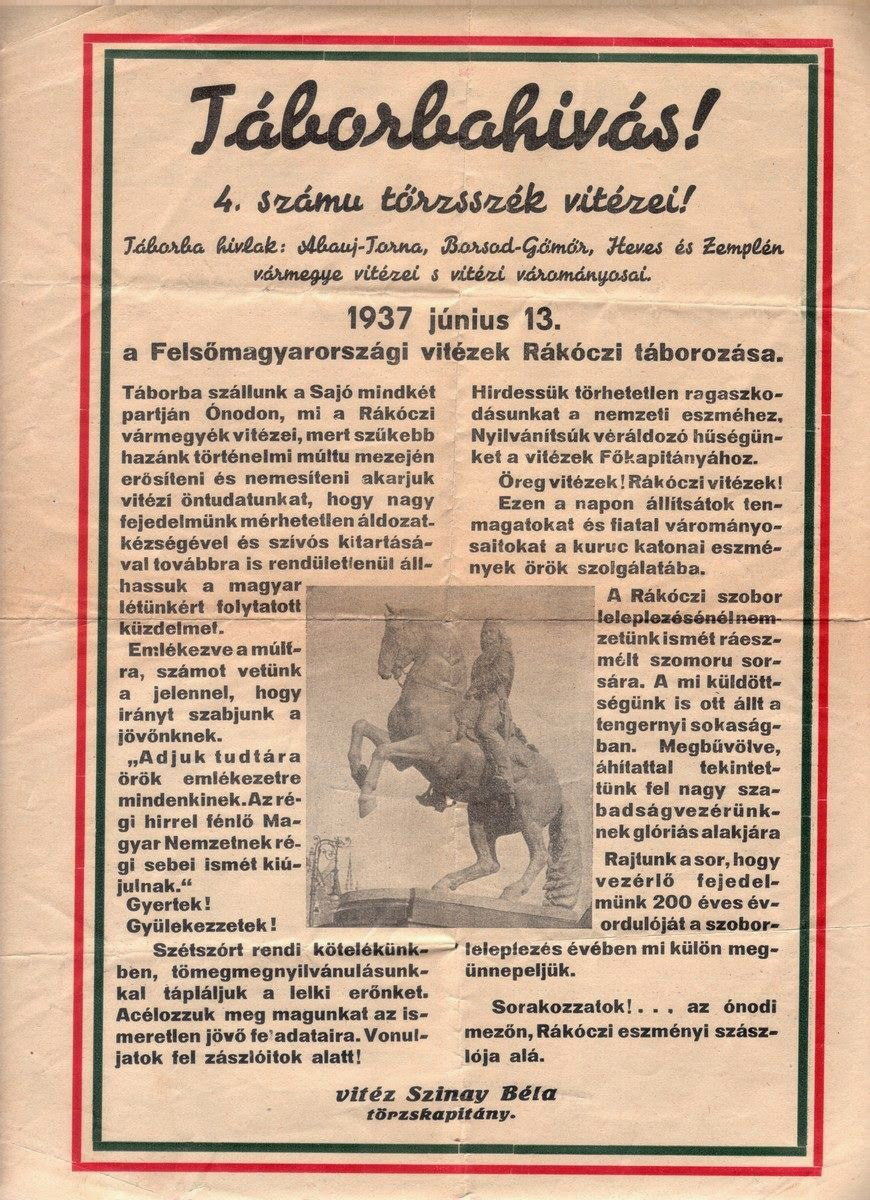 Táborbahivás!
4. számu törzsszék vitézei!
Táborba hivlak: Abauj-Torna, Borsod-Gömör, Heves és Zemplén
vármegye vitézei s vitézi várományosai.
1937 június 13.
a Felsőmagyarországi vitézek Rákóczi táborozása.
Táborba szállunk a Sajó mindkét
partján Ónodon, mi a Rákóczi
vármegyék vitézei, mert szűkebb
hazánk történelmi múltu mezején
erősíteni és nemesíteni akarjuk
vitézi öntudatunkat, hogy nagy
fejedelmünk mérhetetlen áldozat-
kézségével és szívós kitartásá-
val továbbra is rendületlenül áll-
hassuk a magyar
létünkért folytatott
küzdelmet.
Emlékezve a múlt-
ra, számot vetünk
a jelennel, hogy
irányt szabjunk a
jövőnknek.
„Adjuk tudtára
örök emlékezetre
mindenkinek. Az ré-
gi hirrel fénlő Ma-
gyar Nemzetnek ré-
gi sebei ismét kiú-
julnak.“
Gyertek!
Gyülekezzetek!
Szétszórt rendi kötelékünk-
ben, tömegmegnyilvánulásunk-
kal tápláljuk a lelki erőnket.
Acélozzuk meg magunkat az is-
meretlen jövő feladataira. Vonul-
jatok fel zászlóitok alatt!
Hirdessük törhetetlen ragaszko-
dásunkat a nemzeti eszméhez.
Nyilvánítsúk véráldozó hűségün-
ket a vitézek Főkapitányához.
Öreg vitézek! Rákóczi vitézek!
Ezen a napon állítsátok ten-
magatokat és fiatal várományo-
saitokat a kuruc katonai eszmé-
nyek örök szolgálatába.
A Rákóczi szobor
leleplezésénél nem-
zetünk ismét ráesz-
mélt szomoru sor-
sára. A mi küldött-
ségünk is ott állt a
tengernyi sokaság-
ban. Megbűvölve,
áhítattal tekintet-
tünk fel nagy sza-
badságvezérünk-
nek glóriás alakjára
Rajtunk a sor, hogy
vezérlő fejedel-
münk 200 éves év-
ordulóját a szobor-
leleplezés évében mi külön meg-
ünnepeljük.
Sorakozzatok! . . . az ónodi
mezőn, Rákóczi eszményi szász-
lója alá.
vitéz Szinay Béla
törzskapitány.